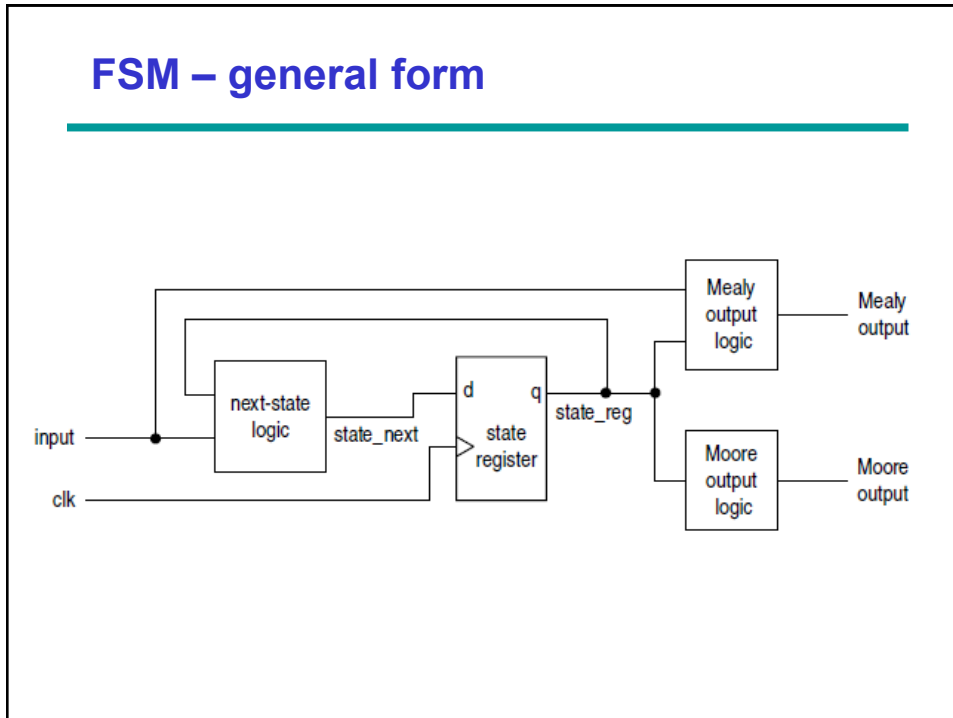 FSM – general form
Mealy
output
logic
Mealy
output
next-state
logic
input
state_next
d
q
state
register
state_reg
clk
Moore
output
logic
Moore
output